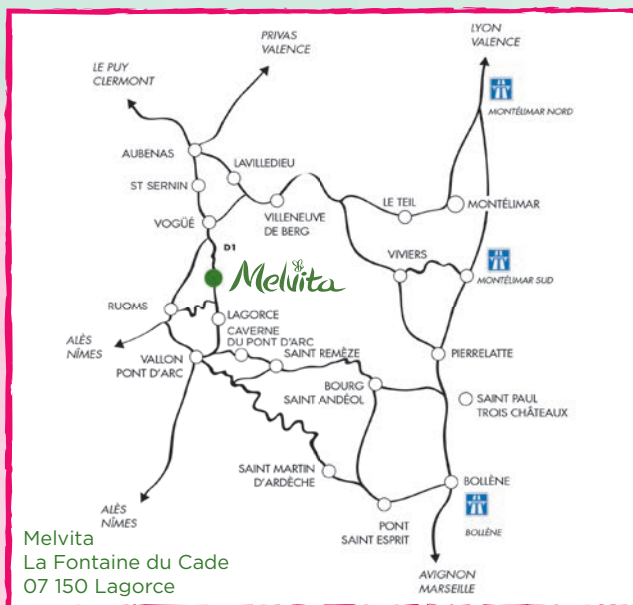 PRIVAS
VALENCE
LYON
VALENCE
LE PUY
CLERMONT
MONTÉLIMAR NORD
AUBENAS
LAVILLEDIEU
ST SERNIN
VILLENEUVE
DE BERG
LE TEIL
MONTÉLIMAR
VOGÜÉ
D1
Melvita
VIVIERS
MONTÉLIMAR SUD
RUOMS
LAGORCE
CAVERNE
DU PONT D'ARC
ALÈS
NÎMES
VALLON
PONT D'ARC
SAINT REMÈZE
PIERRELATTE
BOURG
SAINT ANDÉOL
SAINT PAUL
TROIS CHÂTEAUX
SAINT MARTIN
D'ARDÈCHE
BOLLÈNE
ALÈS
NÎMES
PONT
SAINT ESPRIT
BOLLÈNE
AVIGNON
MARSEILLE
Melvita
La Fontaine du Cade
07 150 Lagorce